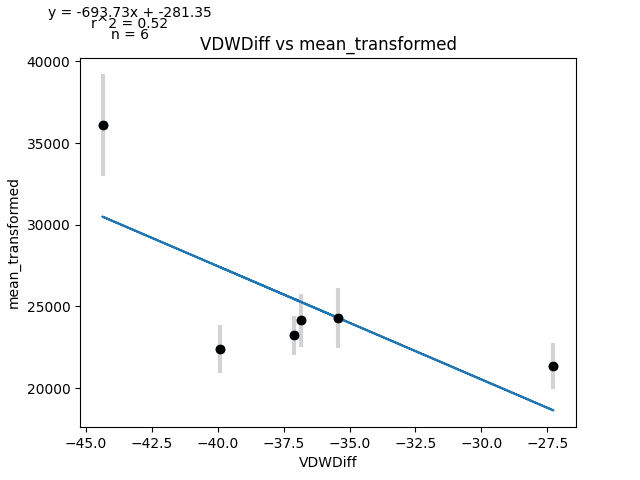 y = -693.73x + -281.35
r^2 = 0.52
n = 6
VDWDiff vs mean_transformed
40000
35000
30000
25000
20000
mean_transformed
−45.0 −42.5 −40.0 −37.5 −35.0 −32.5 −30.0 −27.5
VDWDiff